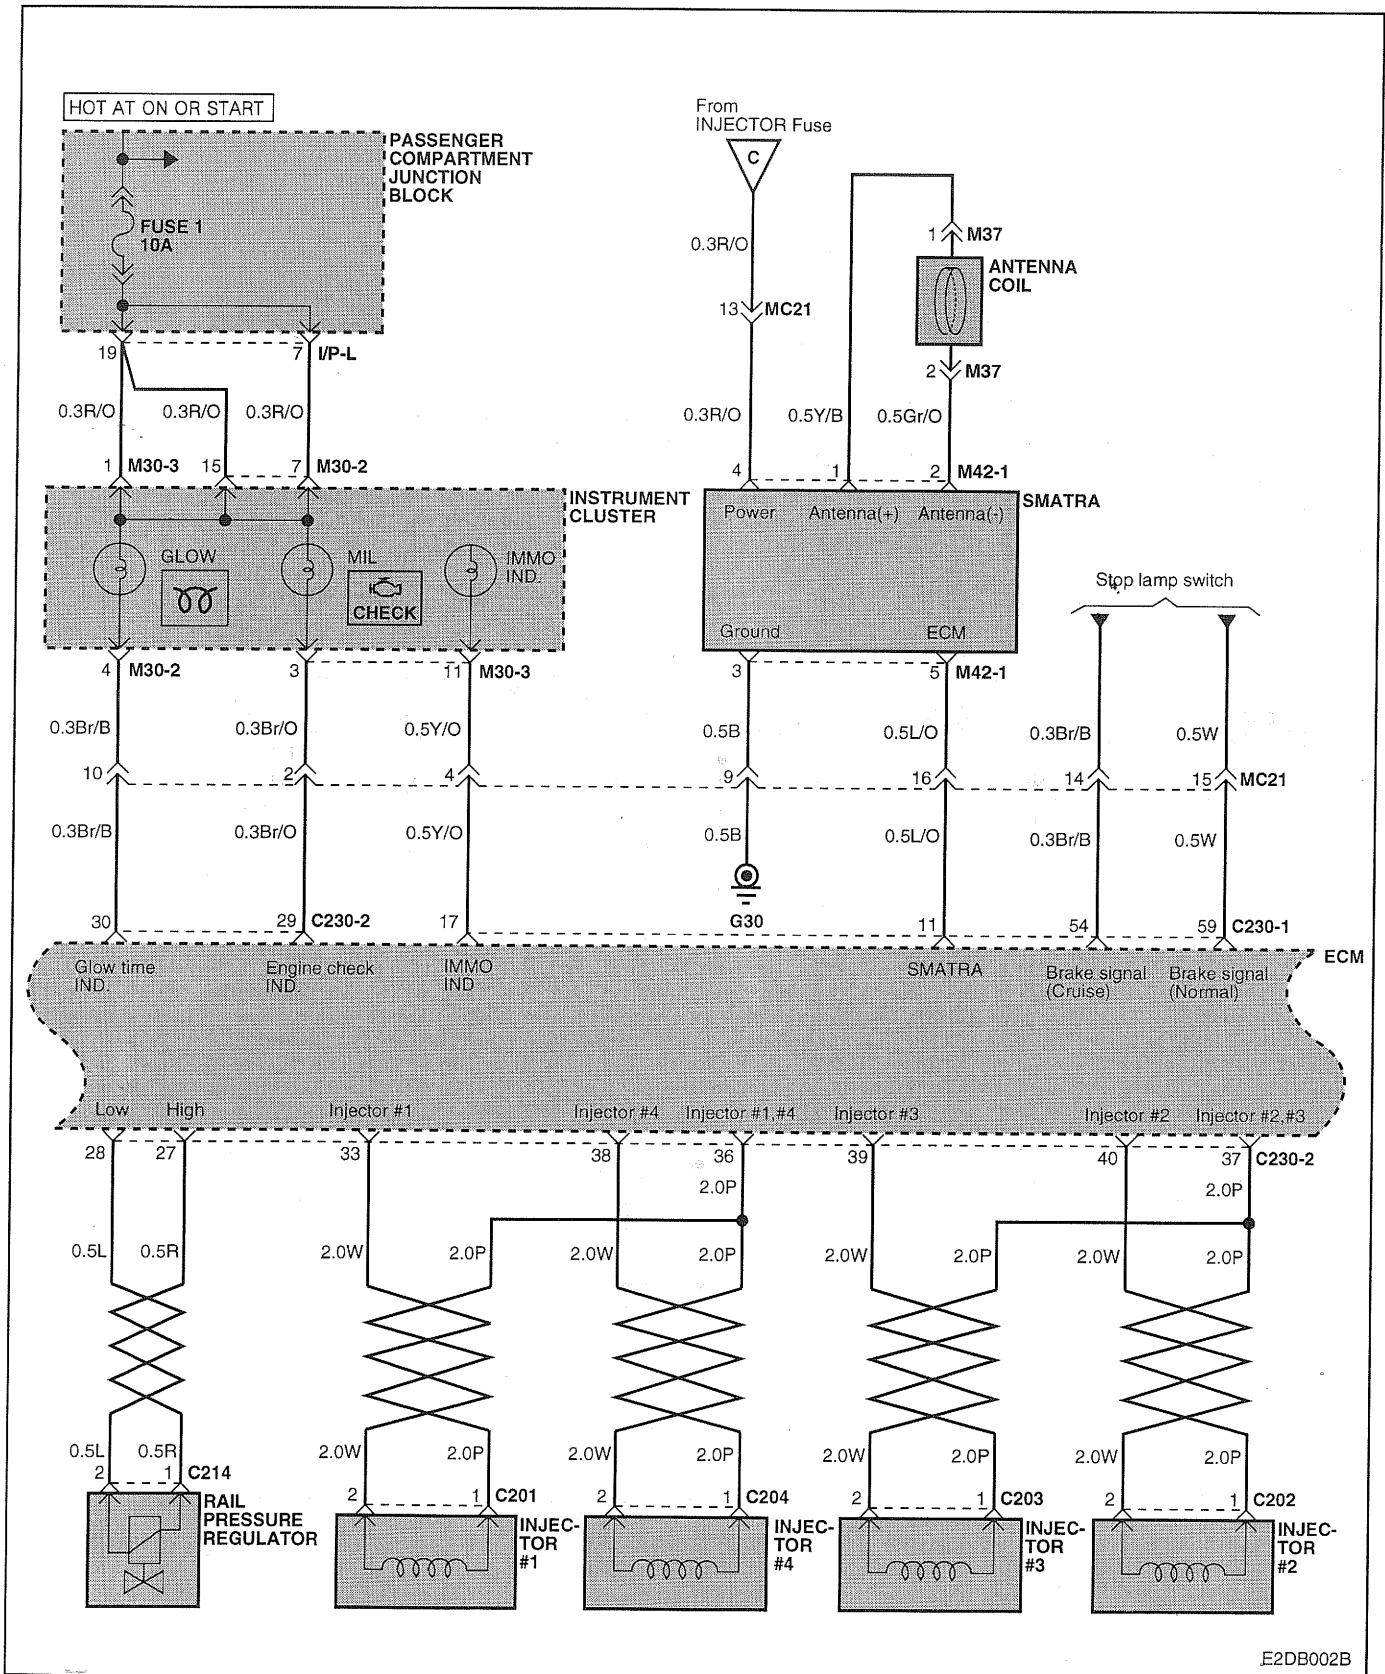 HOT AT ON OR START
PASSENGER
COMPARTMENT
JUNCTION
BLOCK
FUSE 1
10A
From
INJECTOR Fuse
C
0.3R/O
13 MC21
1 M37
ANTENNA
COIL
2 M37
19 7 I/P-L
0.3R/O 0.3R/O 0.3R/O 0.3R/O 0.5Y/B 0.5Gr/O
1 M30-3 15 7 M30-2 4 1 2 M42-1
INSTRUMENT
CLUSTER
SMATRA
Power Antenna(+) Antenna(-)
GLOW MIL IMMO
IND.
CHECK
Stop lamp switch
Ground ECM
4 M30-2 3 11 M30-3 3 5 M42-1
0.3Br/B 0.3Br/O 0.5Y/O 0.5B 0.5L/O 0.3Br/B 0.5W
10 2 4 9 16 14 15 MC21
0.3Br/B 0.3Br/O 0.5Y/O 0.5B 0.5L/O 0.3Br/B 0.5W
30 29 C230-2 17 G30 11 54 59 C230-1
ECM
Glow time
IND.
Engine check
IND.
IMMO
IND
SMATRA
Brake signal
(Cruise)
Brake signal
(Normal)
Low High Injector #1 Injector #4 Injector #1,#4 Injector #3 Injector #2 Injector #2,#3
28 27 33 38 36 39 40 37 C230-2
2.0P 2.0P
0.5L 0.5R 2.0W 2.0P 2.0W 2.0P 2.0W 2.0P 2.0W 2.0P
0.5L 0.5R 2.0W 2.0P 2.0W 2.0P 2.0W 2.0P 2.0W 2.0P
2 1 C214 2 1 C201 2 1 C204 2 1 C203 2 1 C202
RAIL
PRESSURE
REGULATOR
INJEC-
TOR
#1
INJEC-
TOR
#4
INJEC-
TOR
#3
INJEC-
TOR
#2
E2DB002B